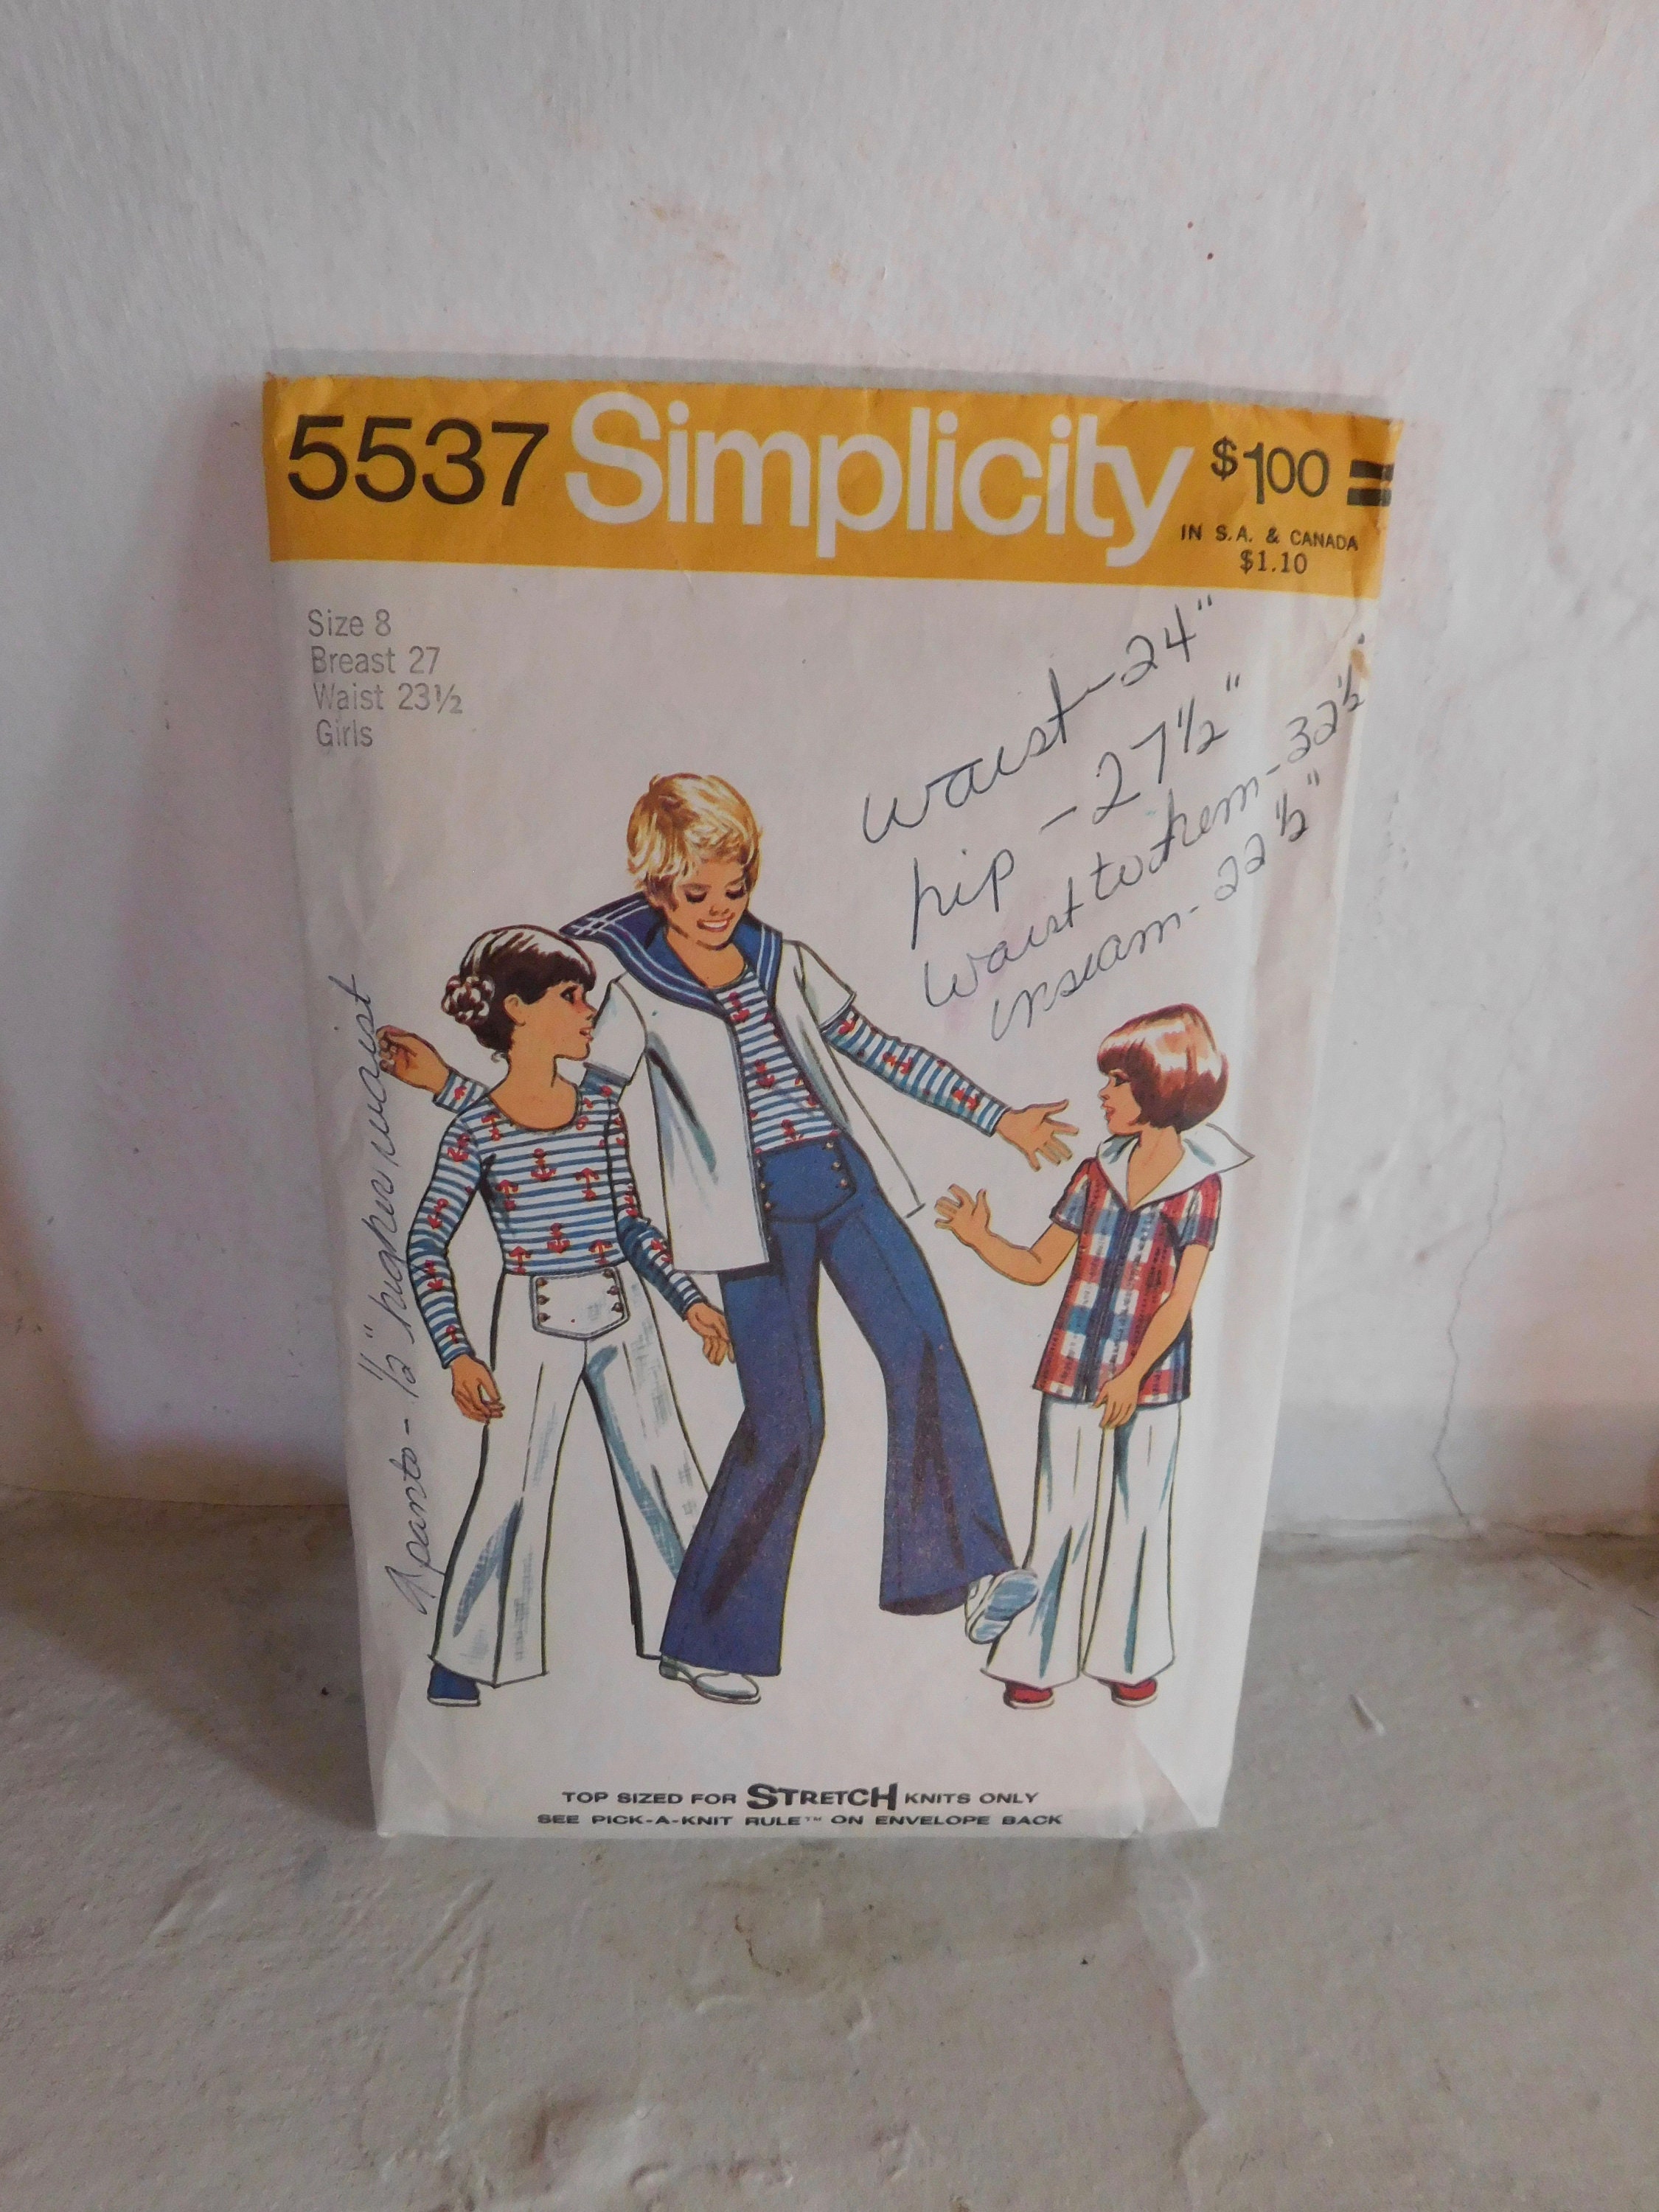 5537 Simplicity $1.00 =
IN S.A. & CANADA
$1.10
Size 8
Breast 27
Waist 23½
Girls
waist-24"
hip-27½"
waist to hem-32½
inseam-22½"
pants-½" higher waist
TOP SIZED FOR STRETCH KNITS ONLY
SEE PICK-A-KNIT RULE™ ON ENVELOPE BACK